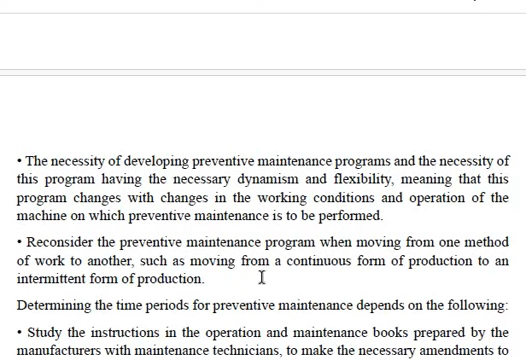 • The necessity of developing preventive maintenance programs and the necessity of
this program having the necessary dynamism and flexibility, meaning that this
program changes with changes in the working conditions and operation of the
machine on which preventive maintenance is to be performed.
• Reconsider the preventive maintenance program when moving from one method
of work to another, such as moving from a continuous form of production to an
intermittent form of production.
Determining the time periods for preventive maintenance depends on the following:
• Study the instructions in the operation and maintenance books prepared by the
manufacturers with maintenance technicians, to make the necessary amendments to